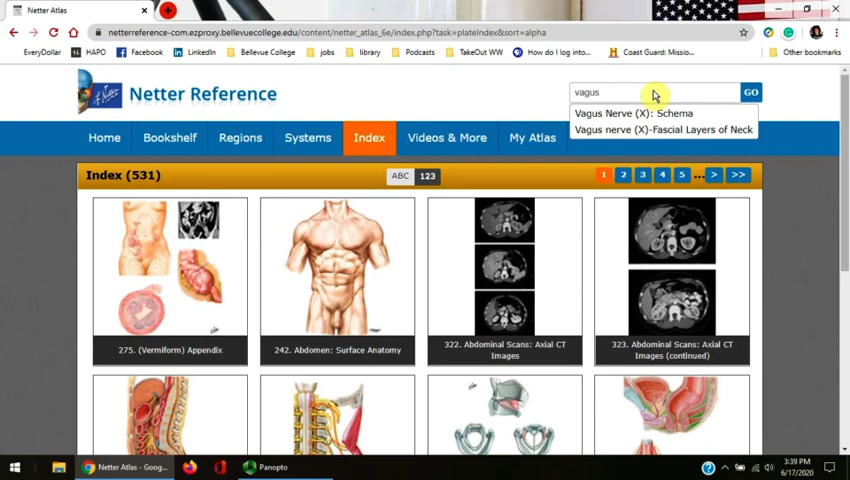 Netter Atlas
netterreference-com.ezproxy.bellevuecollege.edu/content/netter_atlas_6e/index.php?task=plateIndex&sort=alpha
EveryDollar
HAPO
Facebook
LinkedIn
Bellevue College
jobs
library
Podcasts
TakeOut WW
How do I log into...
Coast Guard: Missio...
Other bookmarks
Netter Reference
vagus
GO
Vagus Nerve (X): Schema
Vagus nerve (X)-Fascial Layers of Neck
Home
Bookshelf
Regions
Systems
Index
Videos & More
My Atlas
Index (531)
ABC
123
1 2 3 4 5 ... > >>
275. (Vermiform) Appendix
242. Abdomen: Surface Anatomy
322. Abdominal Scans: Axial CT
Images
323. Abdominal Scans: Axial CT
Images (continued)
Netter Atlas - Goog...
Panopto
3:39 PM
6/17/2020